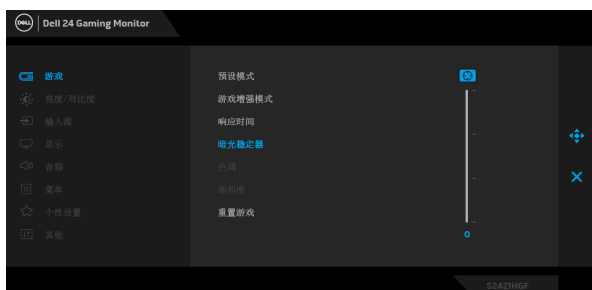 DELL Dell 24 Gaming Monitor
游戏
亮度/对比度
输入源
显示
音频
菜单
个性设置
其他
预设模式
游戏增强模式
响应时间
暗光稳定器
色调
饱和度
重置游戏
0
S2421HGF